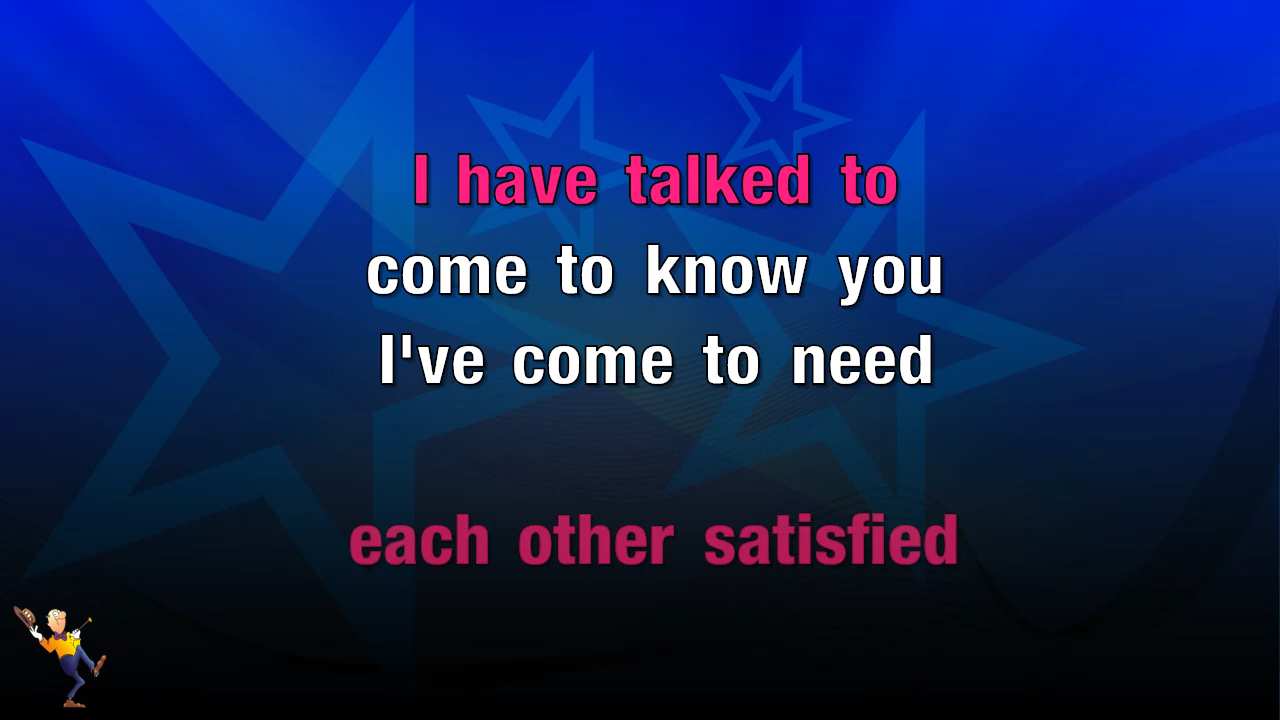 I have talked to
come to know you
I've come to need
each other satisfied